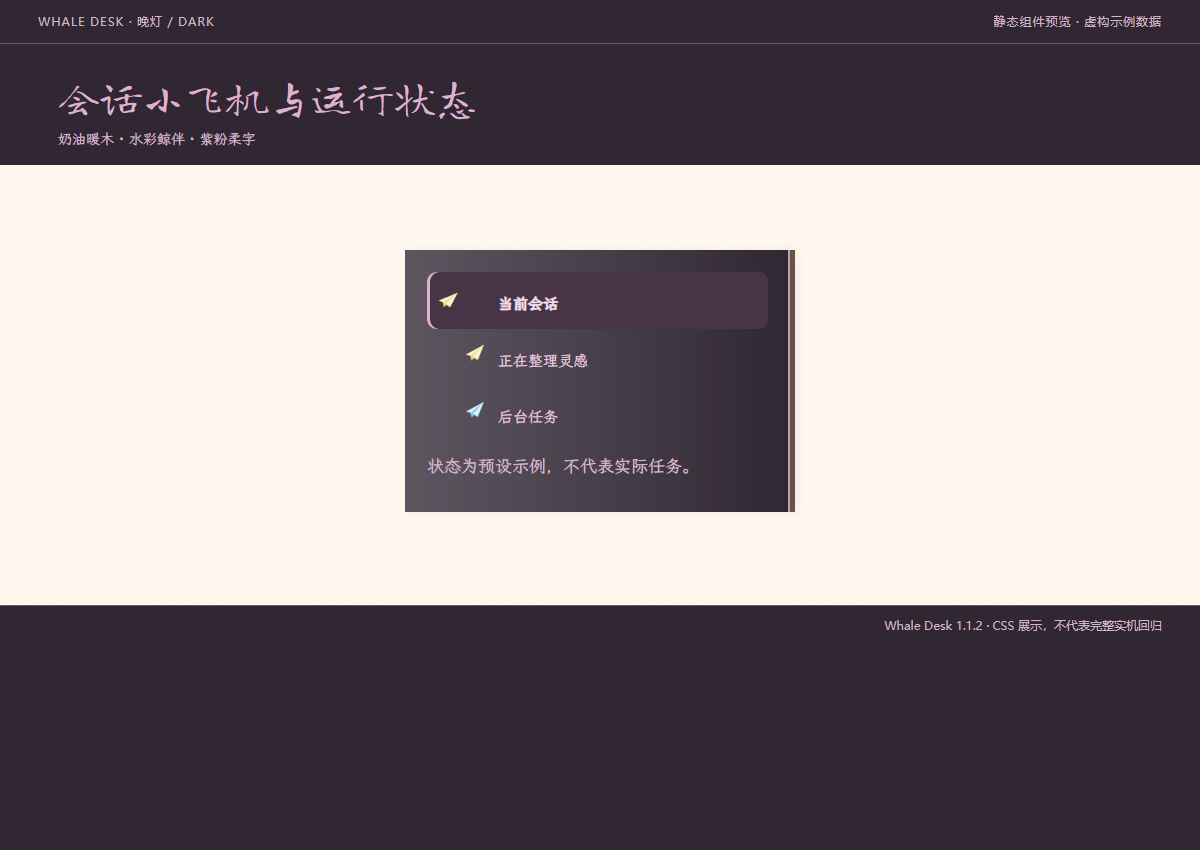 WHALE DESK · 晚灯 / DARK
静态组件预览 · 虚构示例数据
会话小飞机与运行状态
奶油暖木 · 水彩鲸伴 · 紫粉柔字
当前会话
正在整理灵感
后台任务
状态为预设示例，不代表实际任务。
Whale Desk 1.1.2 · CSS 展示，不代表完整实机回归